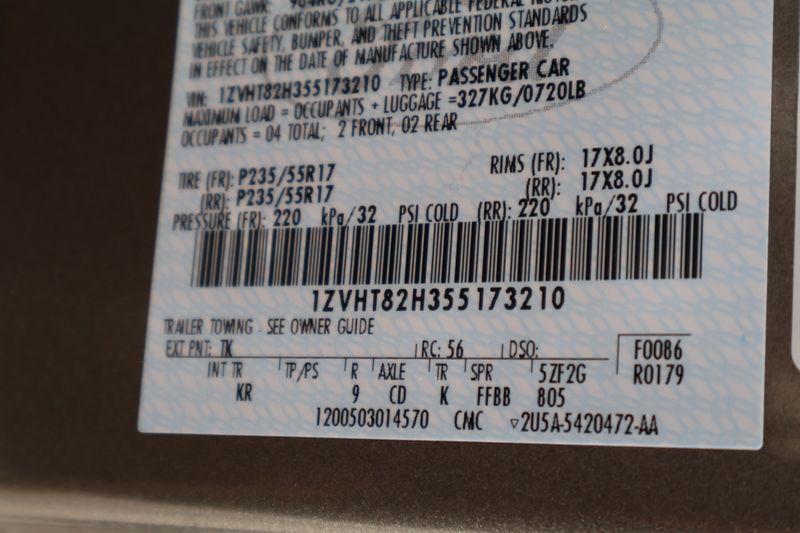 FRONT GAWR:
THIS VEHICLE CONFORMS TO ALL APPLICABLE FEDERAL
VEHICLE SAFETY, BUMPER, AND THEFT PREVENTION STANDARDS
IN EFFECT ON THE DATE OF MANUFACTURE SHOWN ABOVE.
VIN: 1ZVHT82H355173210 TYPE: PASSENGER CAR
MAXIMUM LOAD = OCCUPANTS + LUGGAGE =327KG/0720LB
OCCUPANTS = 04 TOTAL; 2 FRONT, 02 REAR
TIRE (FR): P235/55R17 RIMS (FR): 17X8.0J
(RR): P235/55R17 (RR): 17X8.0J
PRESSURE (FR): 220 kPa/32 PSI COLD (RR): 220 kPa/32 PSI COLD
1ZVHT82H355173210
TRAILER TOWING - SEE OWNER GUIDE
EXT PNT: TK RC: 56 DSO: F0086
INT TR TP/PS R AXLE TR SPR 5ZF2G R0179
KR 9 CD K FFBB 805
1200503014570 CMC ▽2U5A-5420472-AA